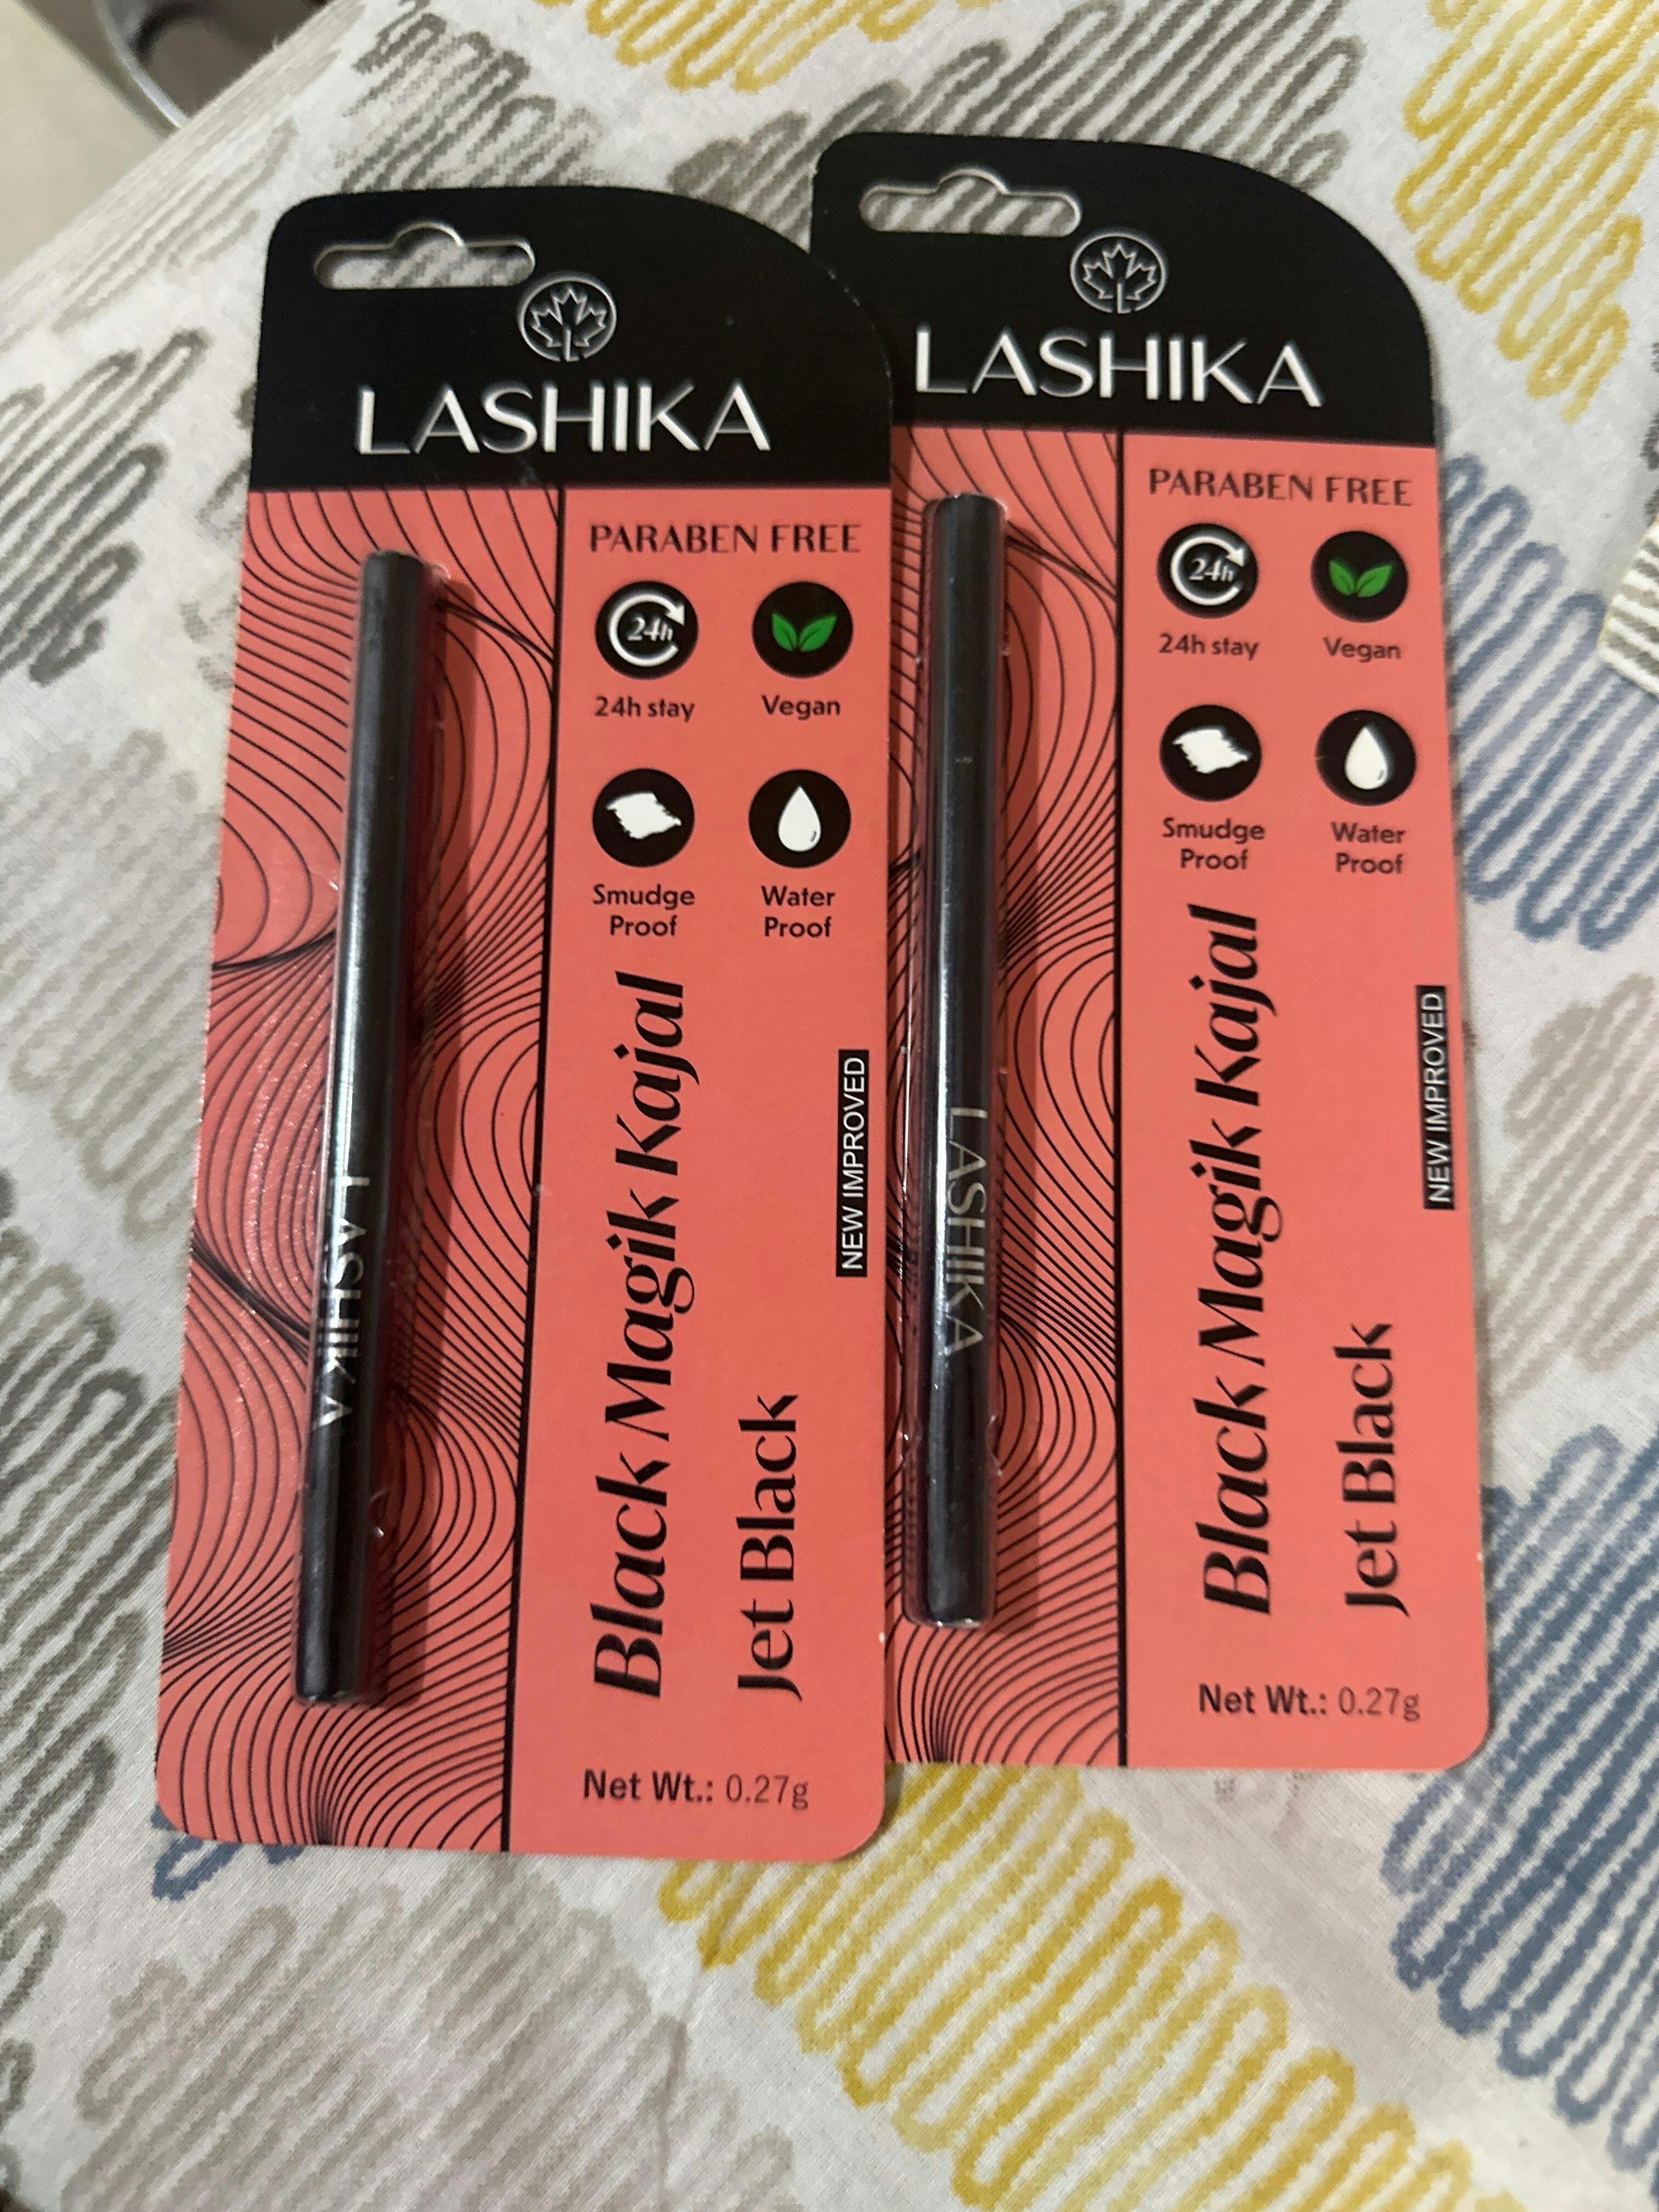 LASHIKA
PARABEN FREE
24h
24h stay
Vegan
Smudge
Proof
Water
Proof
Black Magik Kajal
Jet Black
NEW IMPROVED
Net Wt.: 0.27g
LASHIKA
LASHIKA
PARABEN FREE
24h
24h stay
Vegan
Smudge
Proof
Water
Proof
Black Magik Kajal
Jet Black
NEW IMPROVED
Net Wt.: 0.27g
LASHIKA